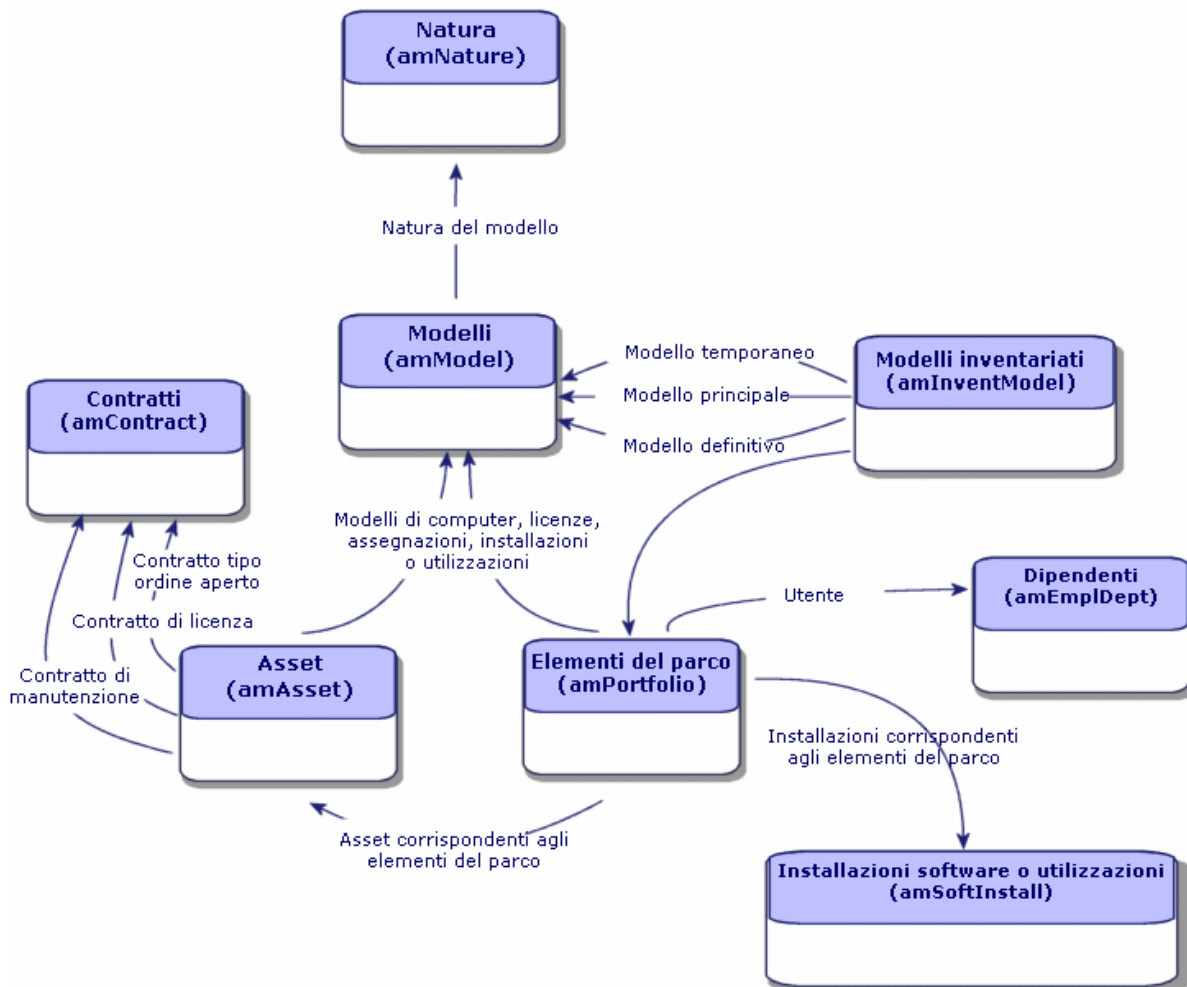 Natura
(amNature)
Natura del modello
Modelli
(amModel)
Modello temporaneo
Modello principale
Modello definitivo
Modelli inventariati
(amInventModel)
Contratti
(amContract)
Modelli di computer, licenze,
assegnazioni, installazioni
o utilizzazioni
Contratto tipo
ordine aperto
Contratto di licenza
Contratto di
manutenzione
Asset
(amAsset)
Elementi del parco
(amPortfolio)
Utente
Dipendenti
(amEmplDept)
Installazioni corrispondenti
agli elementi del parco
Asset corrispondenti agli
elementi del parco
Installazioni software o utilizzazioni
(amSoftInstall)